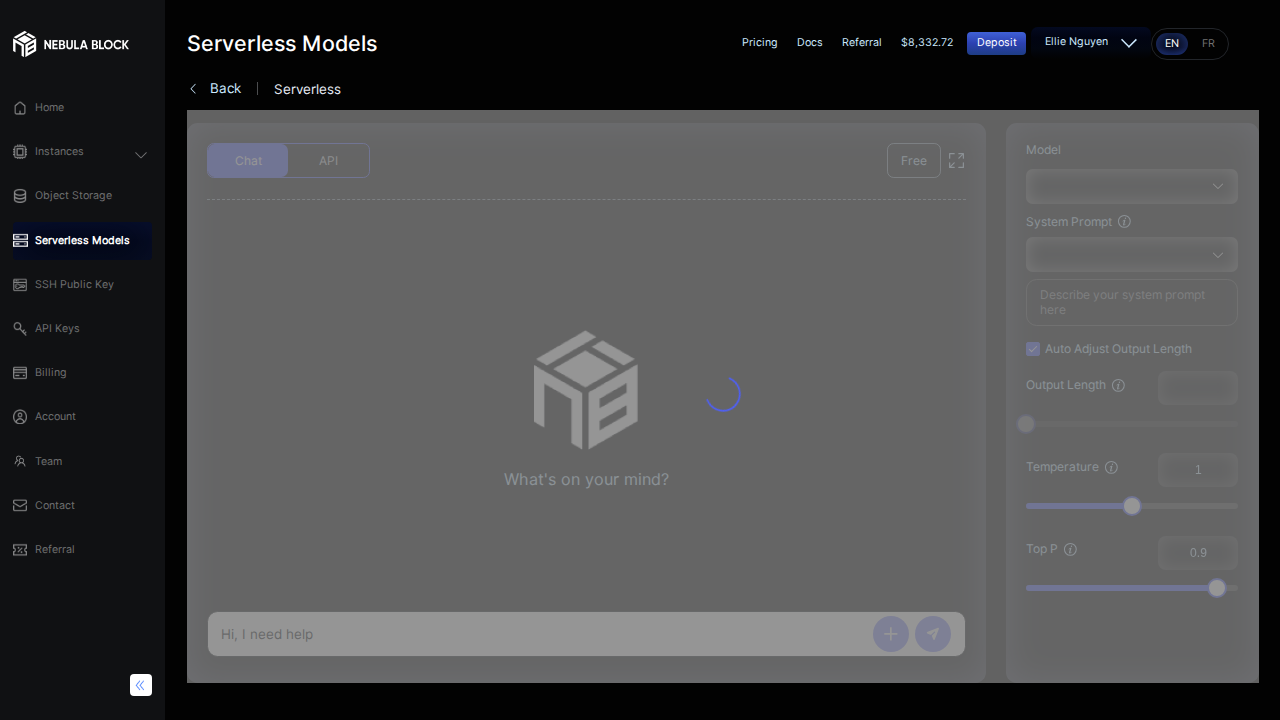 NEBULA BLOCK
Home
Instances
Object Storage
Serverless Models
SSH Public Key
API Keys
Billing
Account
Team
Contact
Referral
Serverless Models
Pricing
Docs
Referral
$8,332.72
Deposit
Ellie Nguyen
EN
FR
Back
Serverless
Chat
API
Free
What's on your mind?
Hi, I need help
Model
System Prompt
Describe your system prompt
here
Auto Adjust Output Length
Output Length
Temperature
1
Top P
0.9